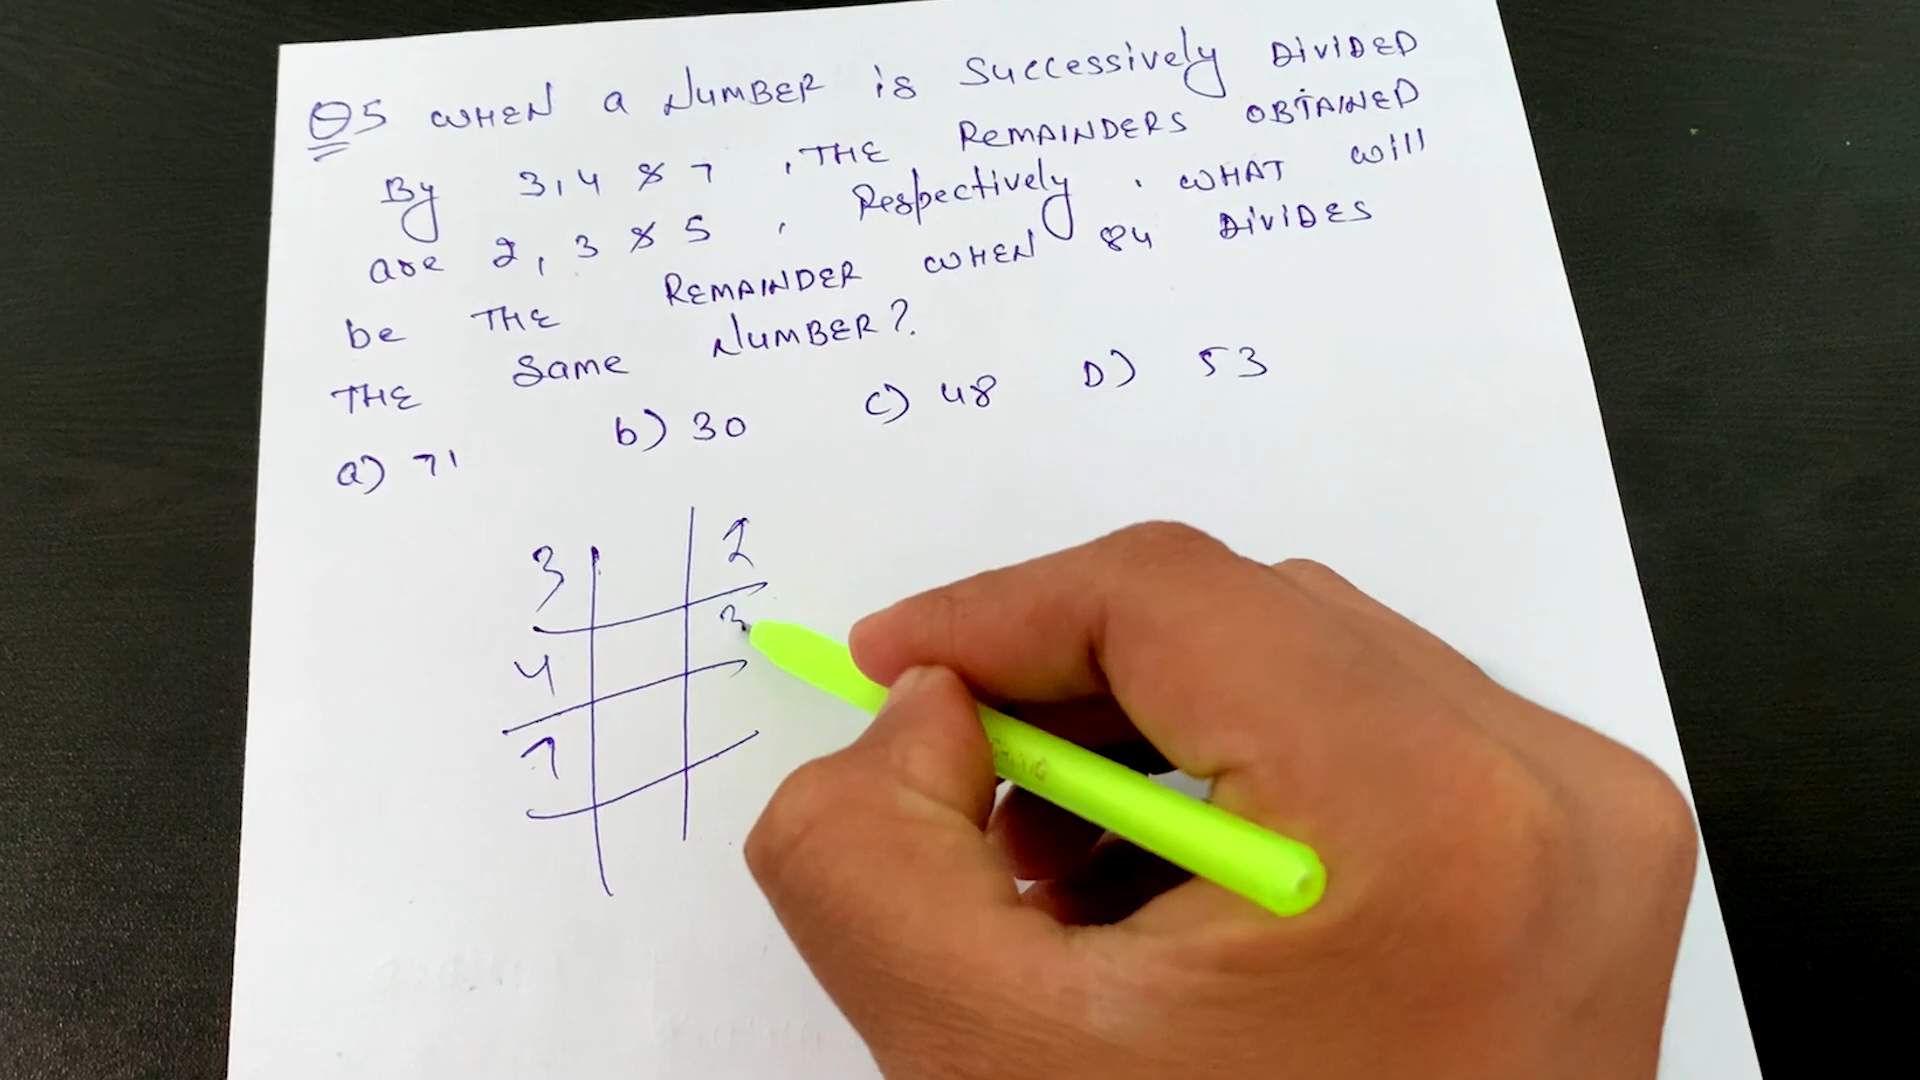 Q5 WHEN a NUMBER is Successively DiViDED
By 3,4 & 7 , THE REMAINDERS OBTAINED
are 2, 3 & 5 , Respectively . WHAT will
be THE REMAINDER WHEN 84 DiViDES
THE Same NUMBER?
a) 71 b) 30 c) 48 D) 53
3 2
4 3
7